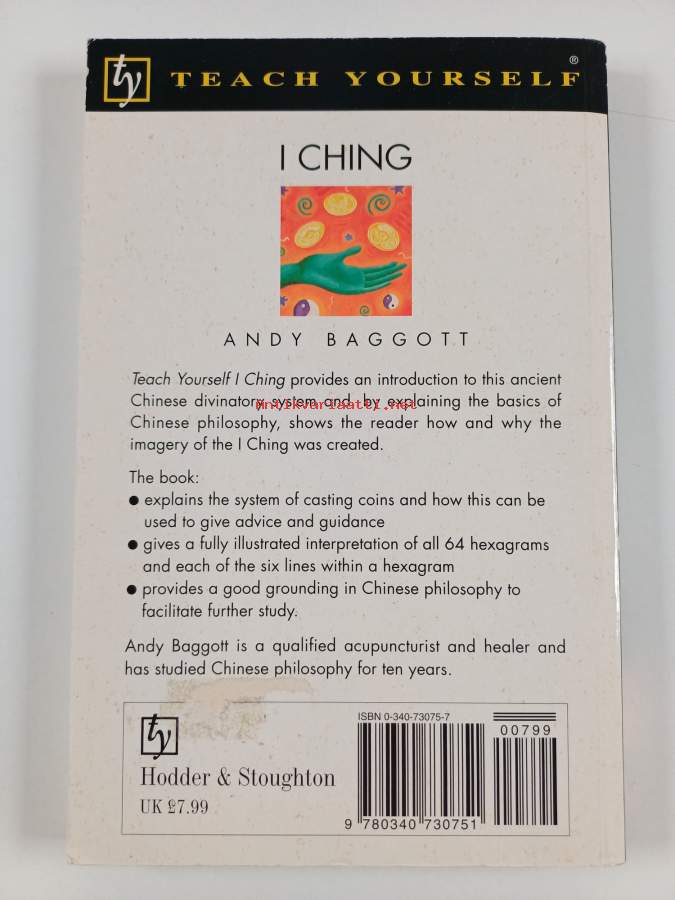 ty TEACH YOURSELF®
I CHING
ANDY BAGGOTT
Teach Yourself I Ching provides an introduction to this ancient
Chinese divinatory system and, by explaining the basics of
antikvariaatti.net
Chinese philosophy, shows the reader how and why the
imagery of the I Ching was created.
The book:
● explains the system of casting coins and how this can be
used to give advice and guidance
● gives a fully illustrated interpretation of all 64 hexagrams
and each of the six lines within a hexagram
● provides a good grounding in Chinese philosophy to
facilitate further study.
Andy Baggott is a qualified acupuncturist and healer and
has studied Chinese philosophy for ten years.
ty
Hodder & Stoughton
UK £7.99
ISBN 0-340-73075-7
00799
9 780340 730751